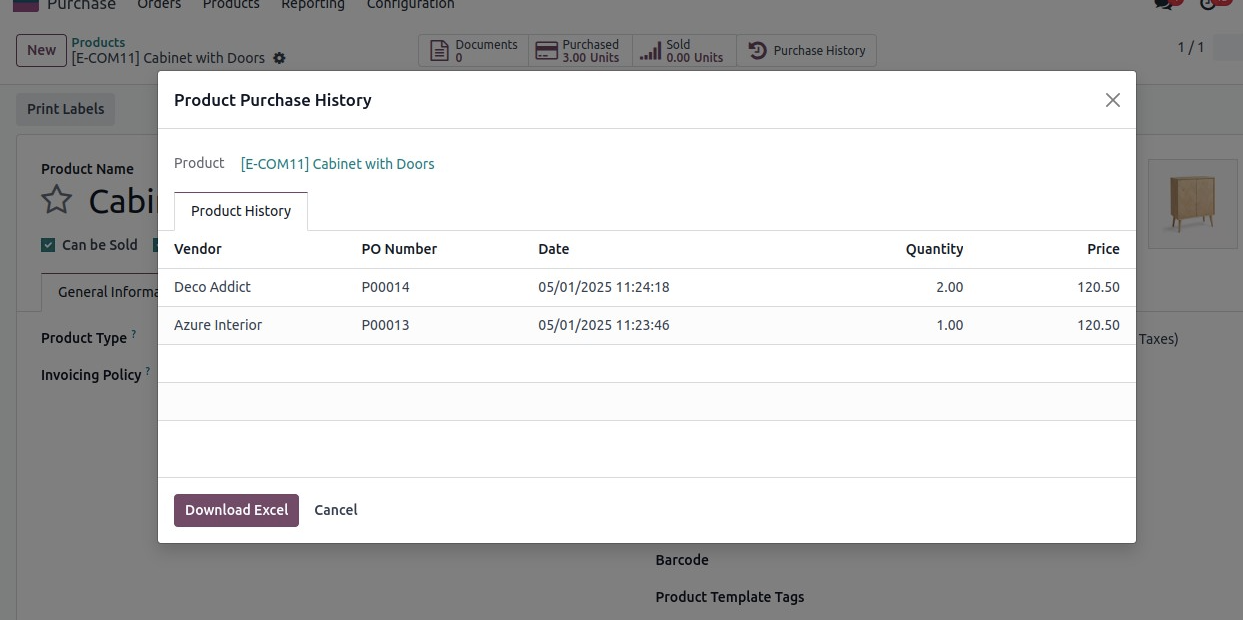 Purchase Orders Products Reporting Configuration
New
Products
[E-COM11] Cabinet with Doors
Documents
0
Purchased
3.00 Units
Sold
0.00 Units
Purchase History
1 / 1
Print Labels
Product Purchase History
Product [E-COM11] Cabinet with Doors
Product History
Vendor PO Number Date Quantity Price
Deco Addict P00014 05/01/2025 11:24:18 2.00 120.50
Azure Interior P00013 05/01/2025 11:23:46 1.00 120.50
Download Excel Cancel
Product Name
Cabi
Can be Sold
General Informa
Product Type ?
Invoicing Policy ?
Taxes)
Barcode
Product Template Tags